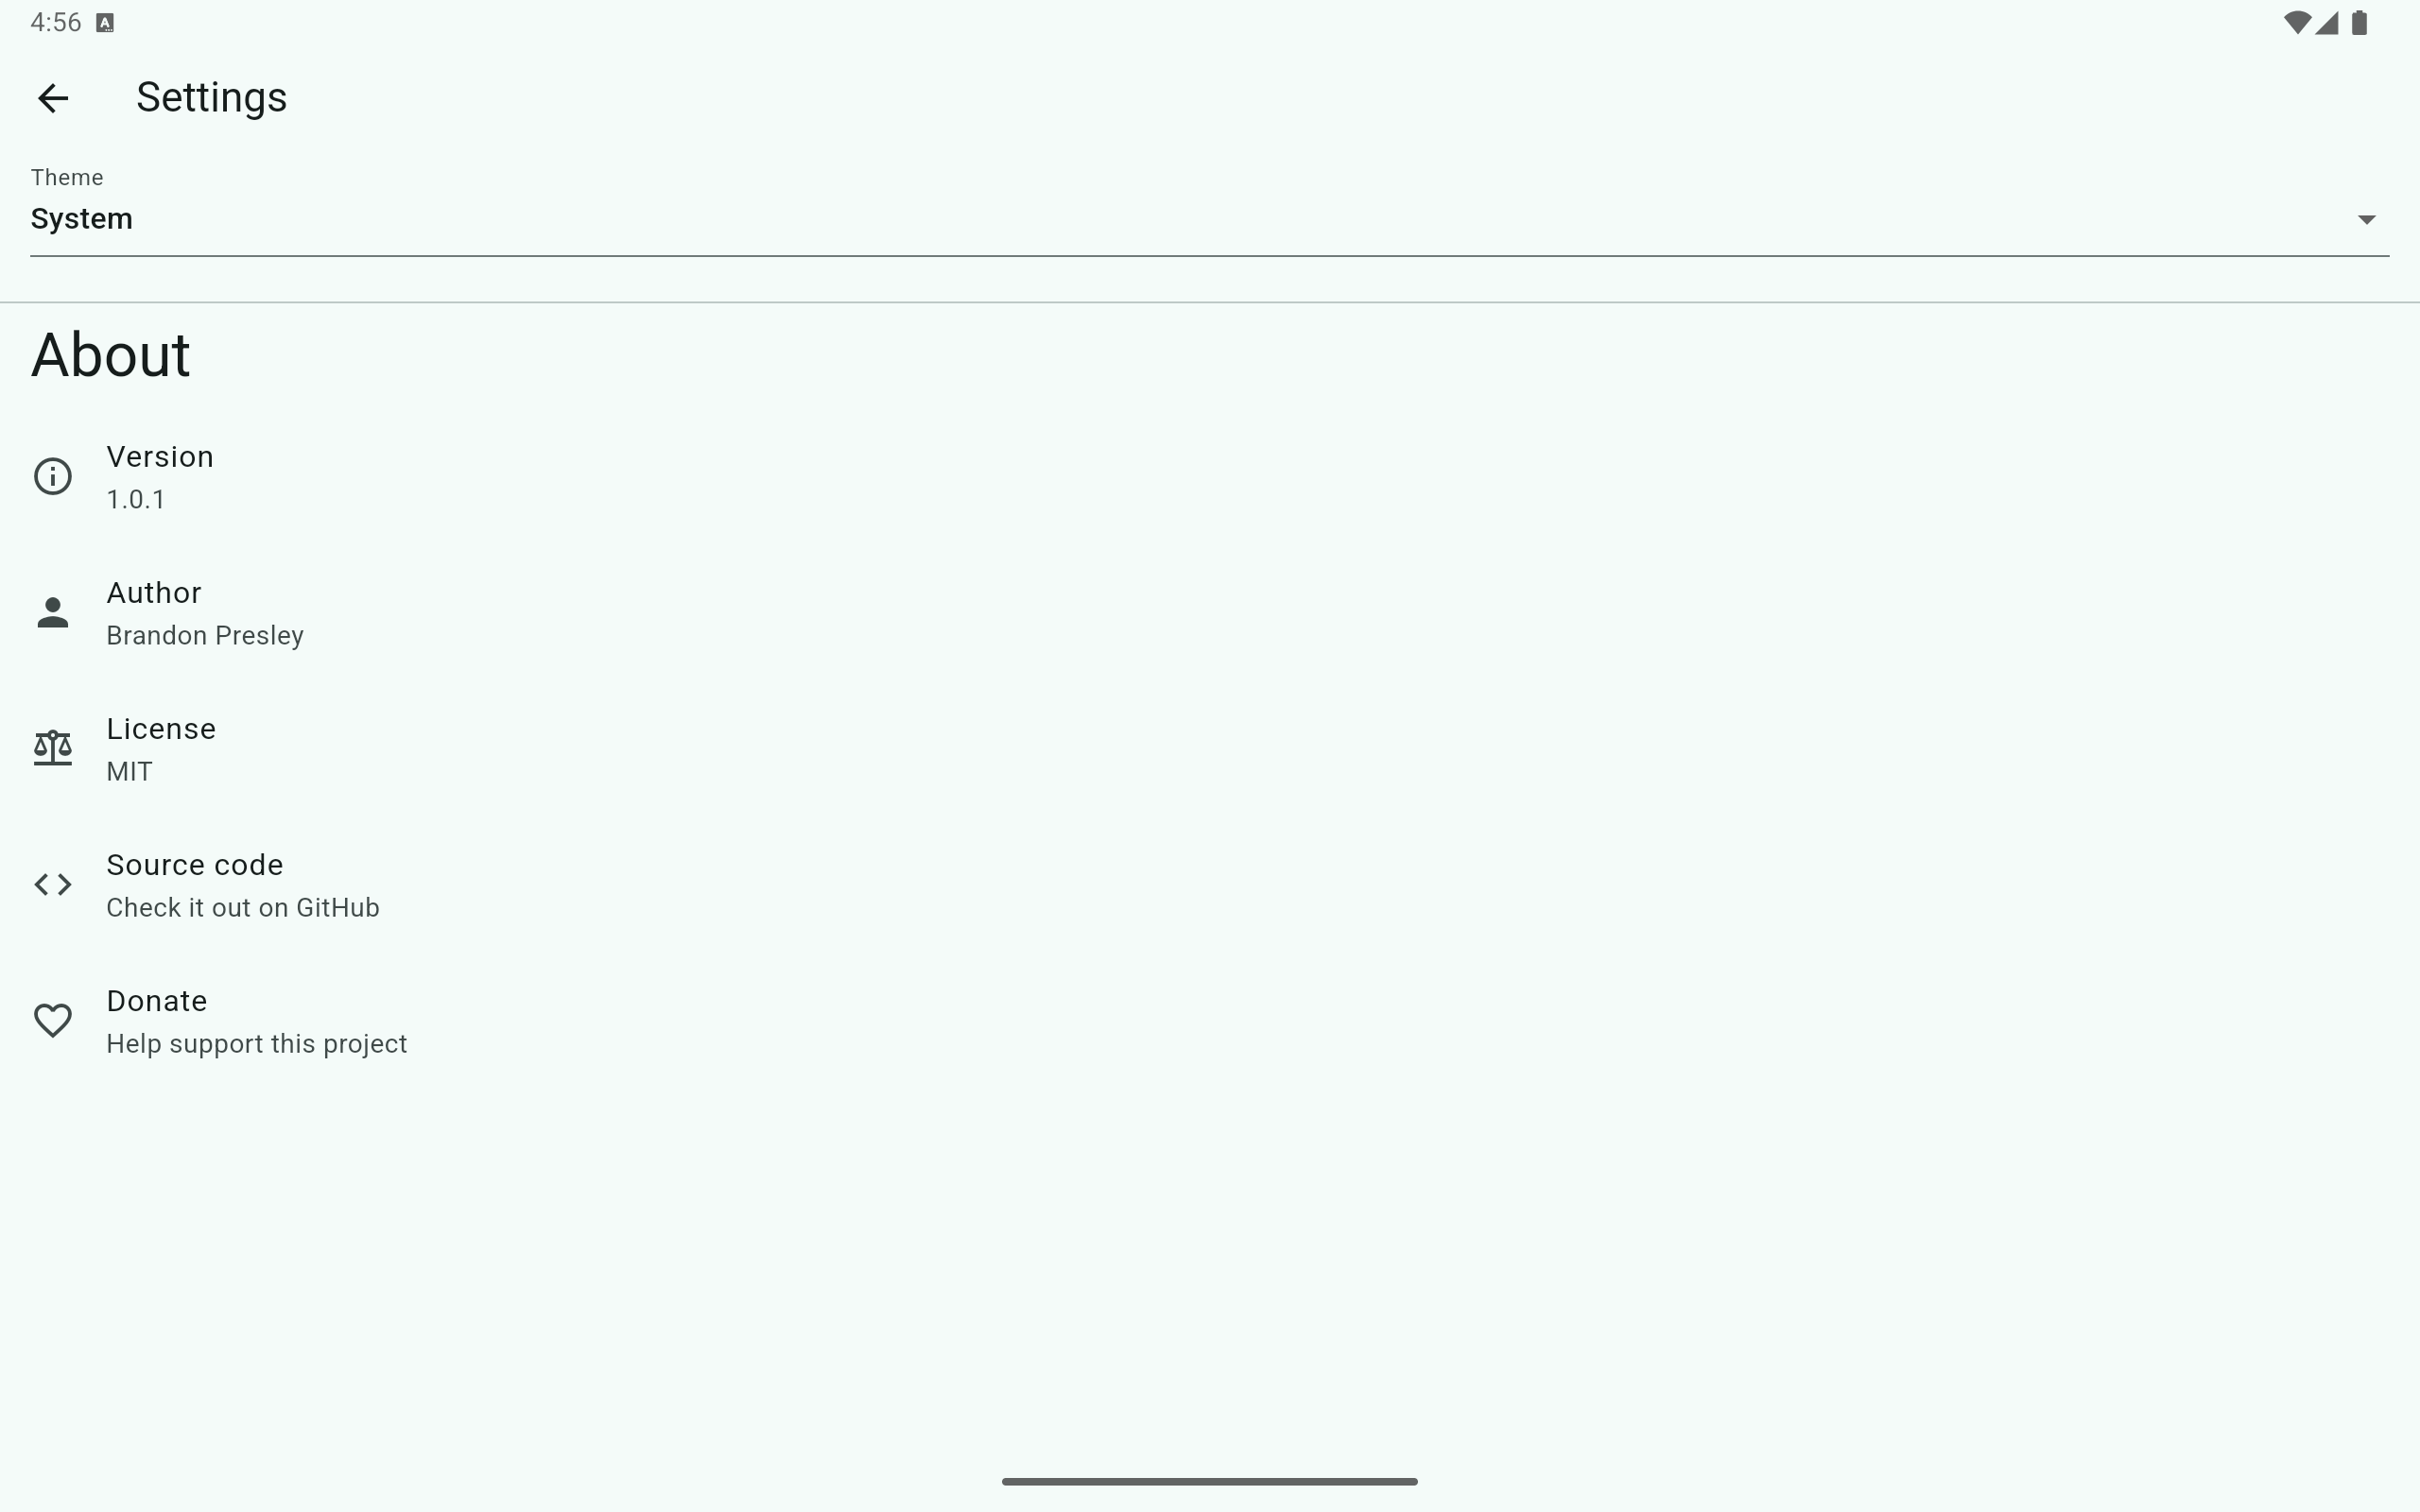 4:56
Settings
Theme
System
About
Version
1.0.1
Author
Brandon Presley
License
MIT
Source code
Check it out on GitHub
Donate
Help support this project